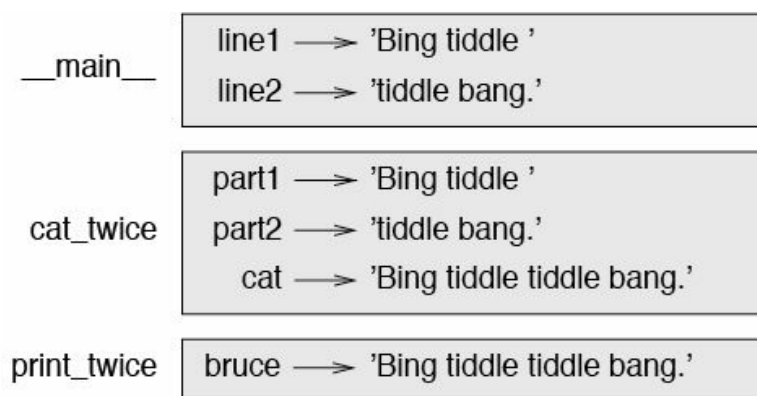 __main__
line1 → 'Bing tiddle '
line2 → 'tiddle bang.'
cat_twice
part1 → 'Bing tiddle '
part2 → 'tiddle bang.'
cat → 'Bing tiddle tiddle bang.'
print_twice
bruce → 'Bing tiddle tiddle bang.'